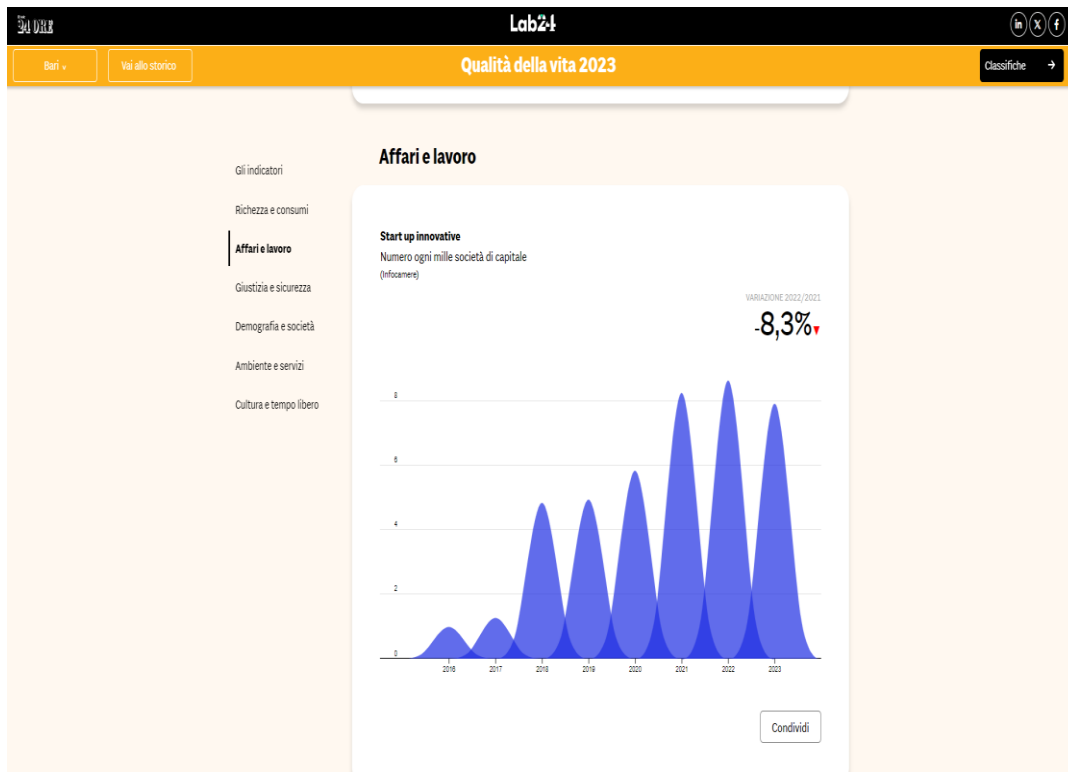 24 ORE
Lab24
in X f
Bari
Vai allo storico
Qualità della vita 2023
Classifiche →
Affari e lavoro
Gli indicatori
Richezza e consumi
Affari e lavoro
Giustizia e sicurezza
Demografia e società
Ambiente e servizi
Cultura e tempo libero
Start up innovative
Numero ogni mille società di capitale
(Infocamere)
VARIAZIONE 2022/2021
-8,3%
8
6
4
2
0
2016 2017 2018 2019 2020 2021 2022 2023
Condividi